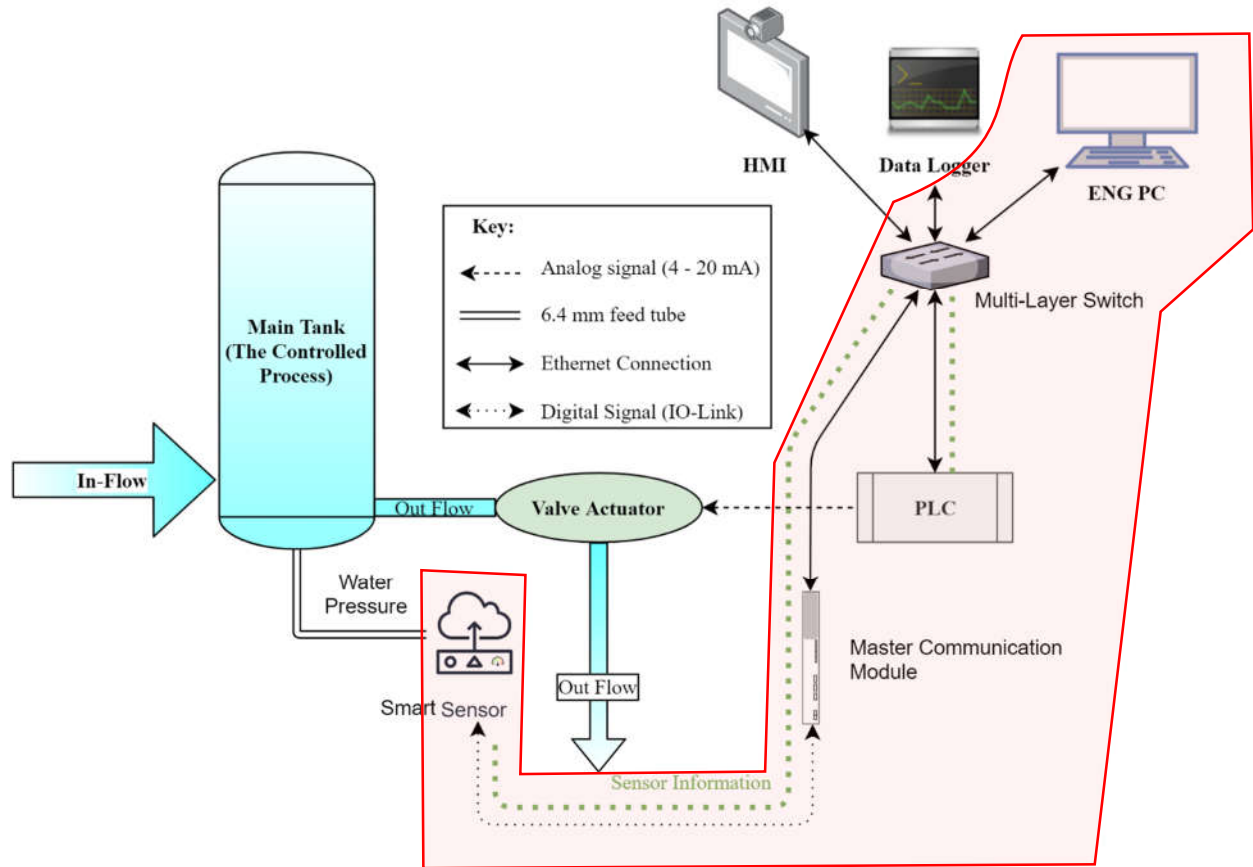 HMI
Data Logger
ENG PC
Key:
Analog signal (4 - 20 mA)
6.4 mm feed tube
Ethernet Connection
Digital Signal (IO-Link)
Multi-Layer Switch
Main Tank
(The Controlled
Process)
In-Flow
Out Flow
Valve Actuator
PLC
Water
Pressure
Smart Sensor
Out Flow
Master Communication
Module
Sensor Information